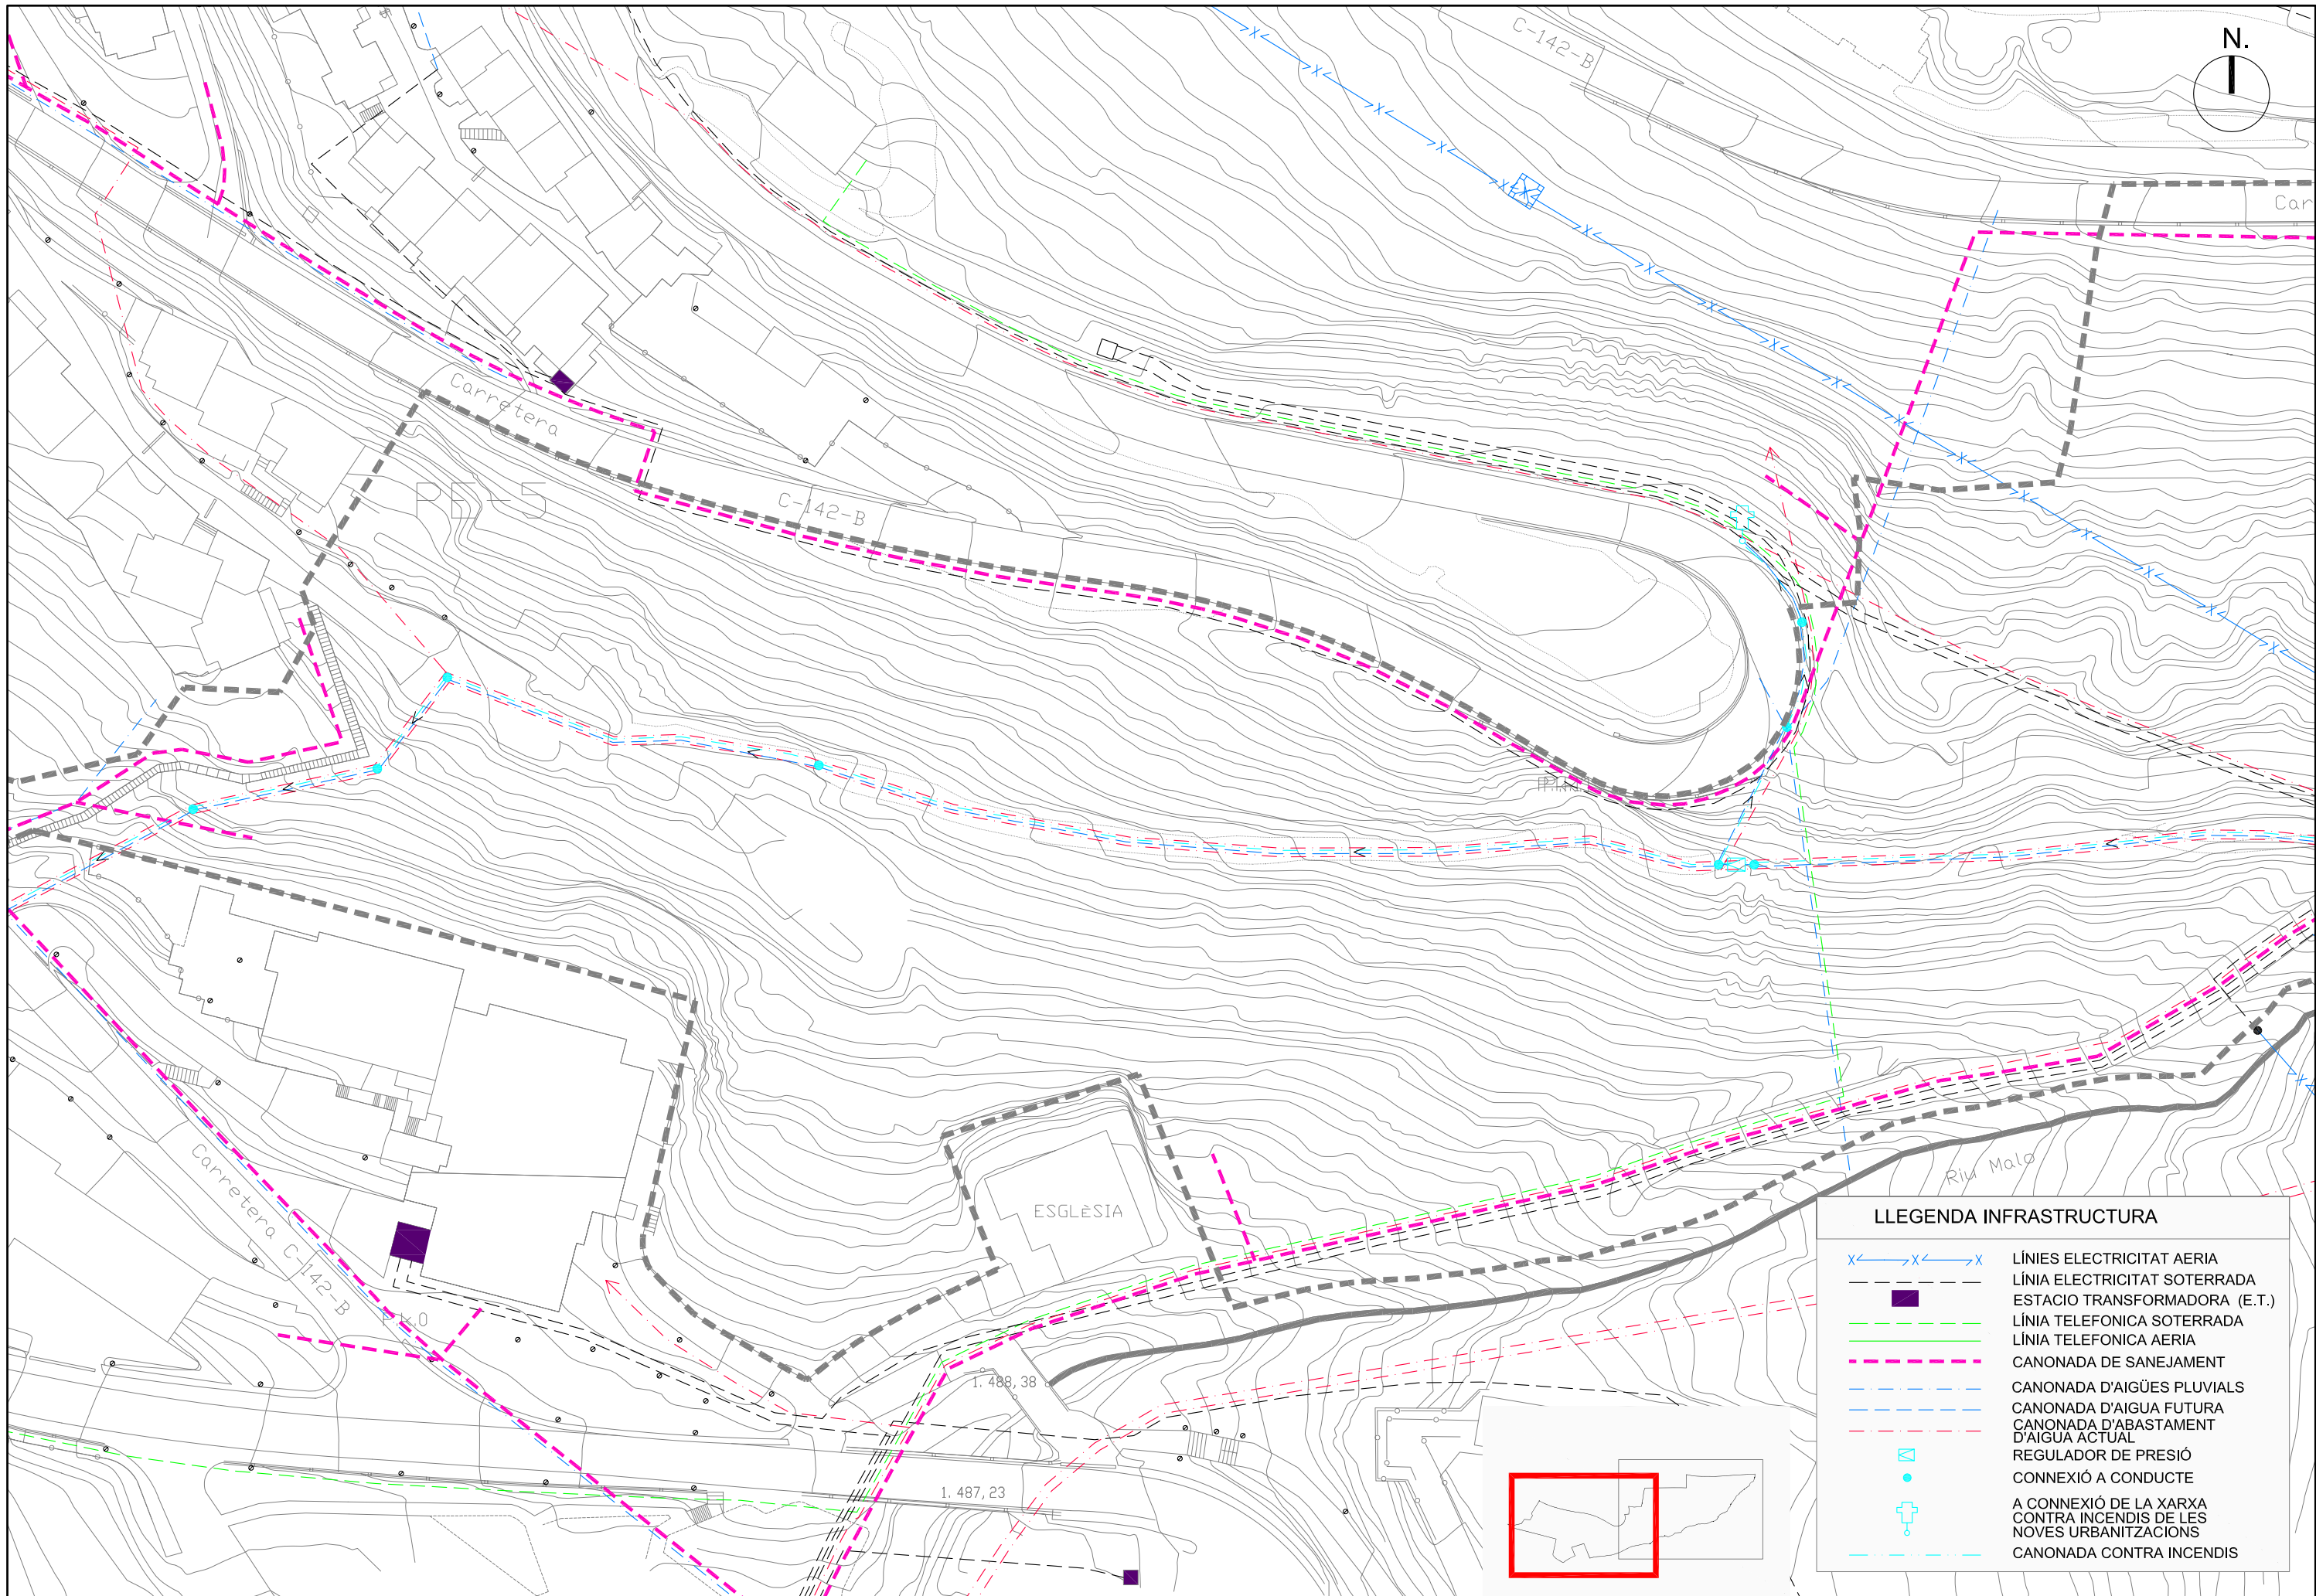 N.
C-142-B
Car
Carretera
PE-5
C-142-B
ESGLÈSIA
Carretera C-142-B
P.k.0
1.488,38
1.487,23
Riu Malo
LLEGENDA INFRASTRUCTURA
LÍNIES ELECTRICITAT AERIA
LÍNIA ELECTRICITAT SOTERRADA
ESTACIO TRANSFORMADORA (E.T.)
LÍNIA TELEFONICA SOTERRADA
LÍNIA TELEFONICA AERIA
CANONADA DE SANEJAMENT
CANONADA D'AIGÜES PLUVIALS
CANONADA D'AIGUA FUTURA
CANONADA D'ABASTAMENT
D'AIGUA ACTUAL
REGULADOR DE PRESIÓ
CONNEXIÓ A CONDUCTE
A CONNEXIÓ DE LA XARXA
CONTRA INCENDIS DE LES
NOVES URBANITZACIONS
CANONADA CONTRA INCENDIS